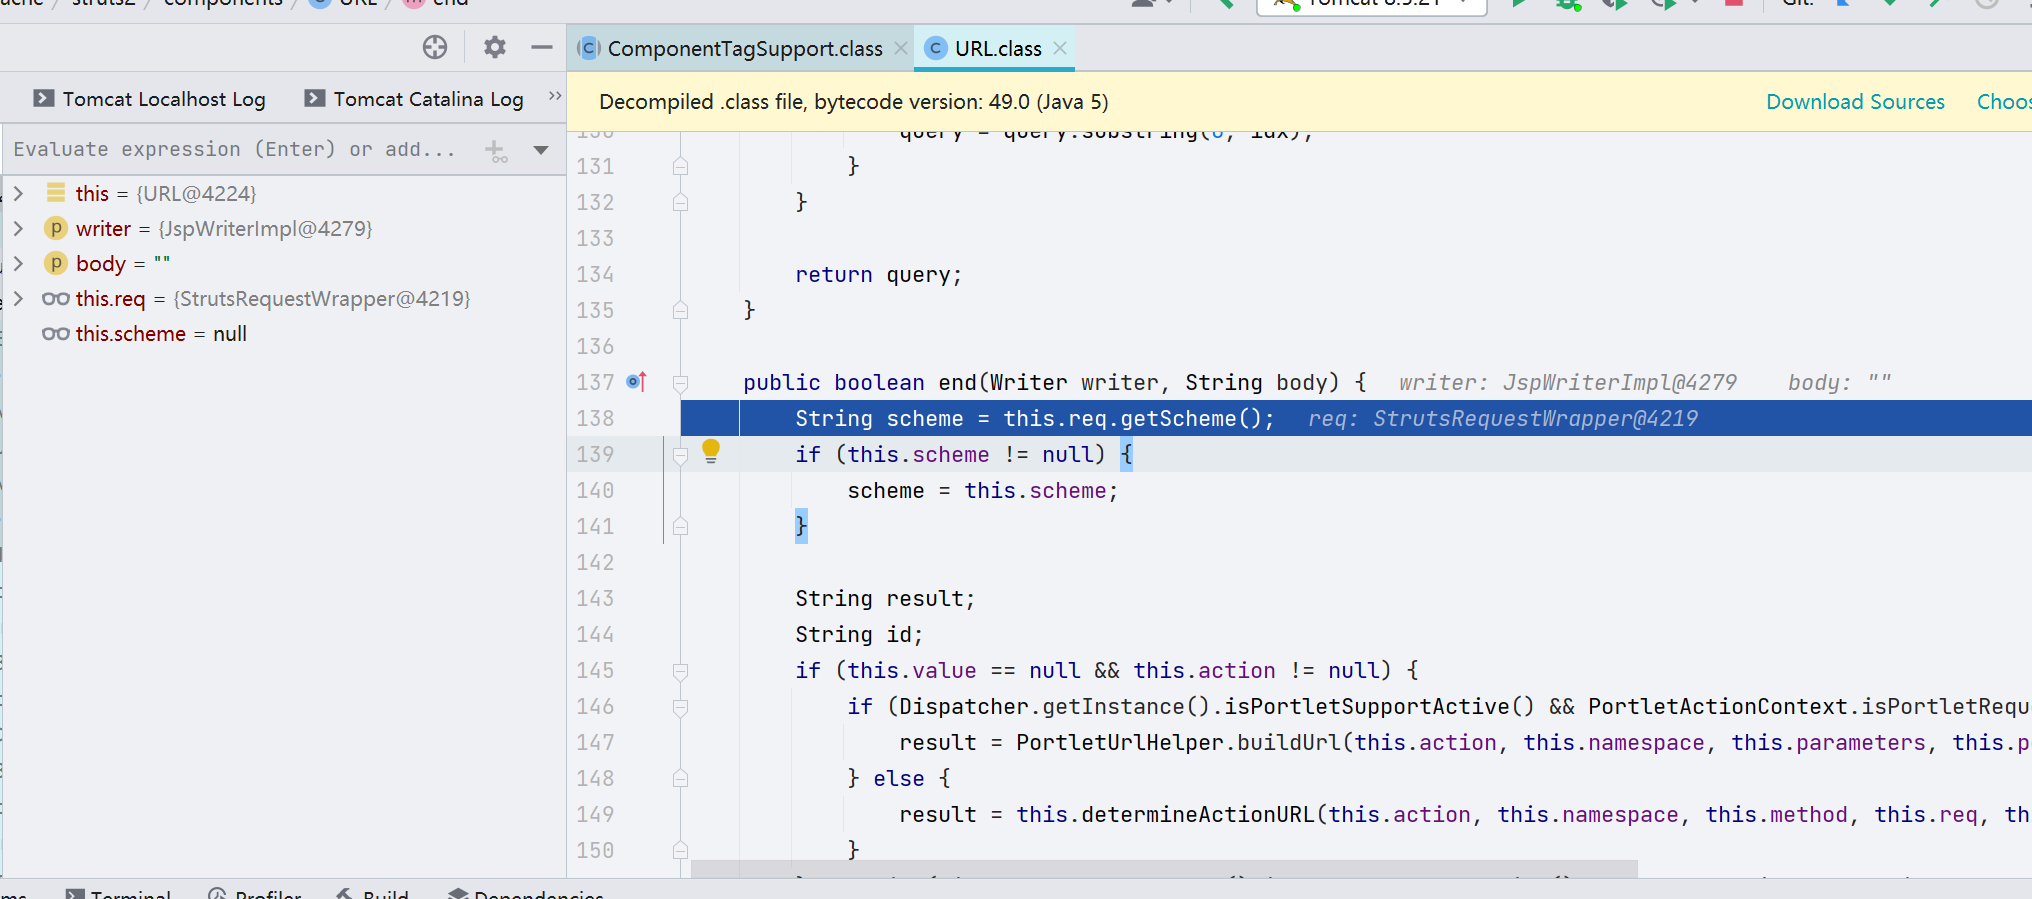 struts2 / components / URL / end
Tomcat 8.5.21
Git:
ComponentTagSupport.class
URL.class
Tomcat Localhost Log
Tomcat Catalina Log
Decompiled .class file, bytecode version: 49.0 (Java 5)
Download Sources
Choos
Evaluate expression (Enter) or add...
this = {URL@4224}
writer = {JspWriterImpl@4279}
body = ""
this.req = {StrutsRequestWrapper@4219}
this.scheme = null
130 query = query.substring(0, idx);
131 }
132 }
133
134 return query;
135 }
136
137 public boolean end(Writer writer, String body) { writer: JspWriterImpl@4279 body: ""
138 String scheme = this.req.getScheme(); req: StrutsRequestWrapper@4219
139 if (this.scheme != null) {
140 scheme = this.scheme;
141 }
142
143 String result;
144 String id;
145 if (this.value == null && this.action != null) {
146 if (Dispatcher.getInstance().isPortletSupportActive() && PortletActionContext.isPortletRequ
147 result = PortletUrlHelper.buildUrl(this.action, this.namespace, this.parameters, this.p
148 } else {
149 result = this.determineActionURL(this.action, this.namespace, this.method, this.req, th
150 }
Terminal
Profiler
Build
Dependencies